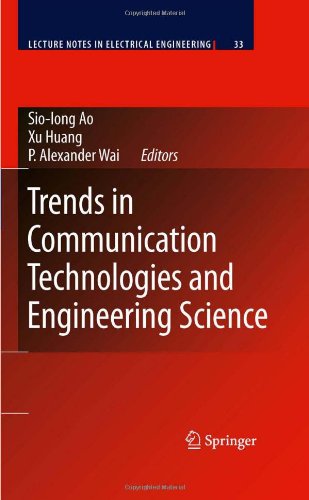 LECTURE NOTES IN ELECTRICAL ENGINEERING | 33
Sio-Iong Ao
Xu Huang
P. Alexander Wai Editors
Trends in
Communication
Technologies and
Engineering Science
Springer